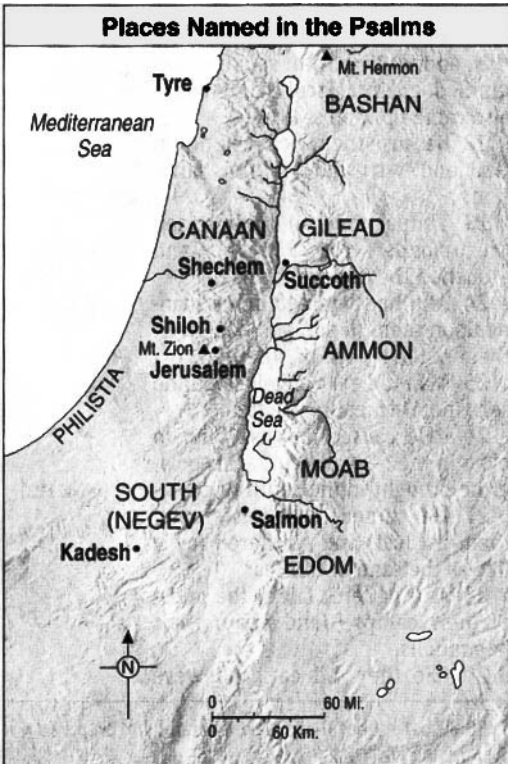 Places Named in the Psalms
Mt. Hermon
Tyre
BASHAN
Mediterranean
Sea
CANAAN
GILEAD
Shechem
Succoth
Shiloh
Mt. Zion
Jerusalem
AMMON
PHILISTIA
Dead
Sea
MOAB
SOUTH
(NEGEV)
Salmon
Kadesh
EDOM
N
0 60 Mi.
0 60 Km.